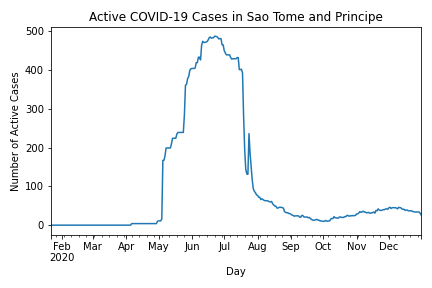 Active COVID-19 Cases in Sao Tome and Principe
Number of Active Cases
500
400
300
200
100
0
Feb Mar Apr May Jun Jul Aug Sep Oct Nov Dec
2020
Day